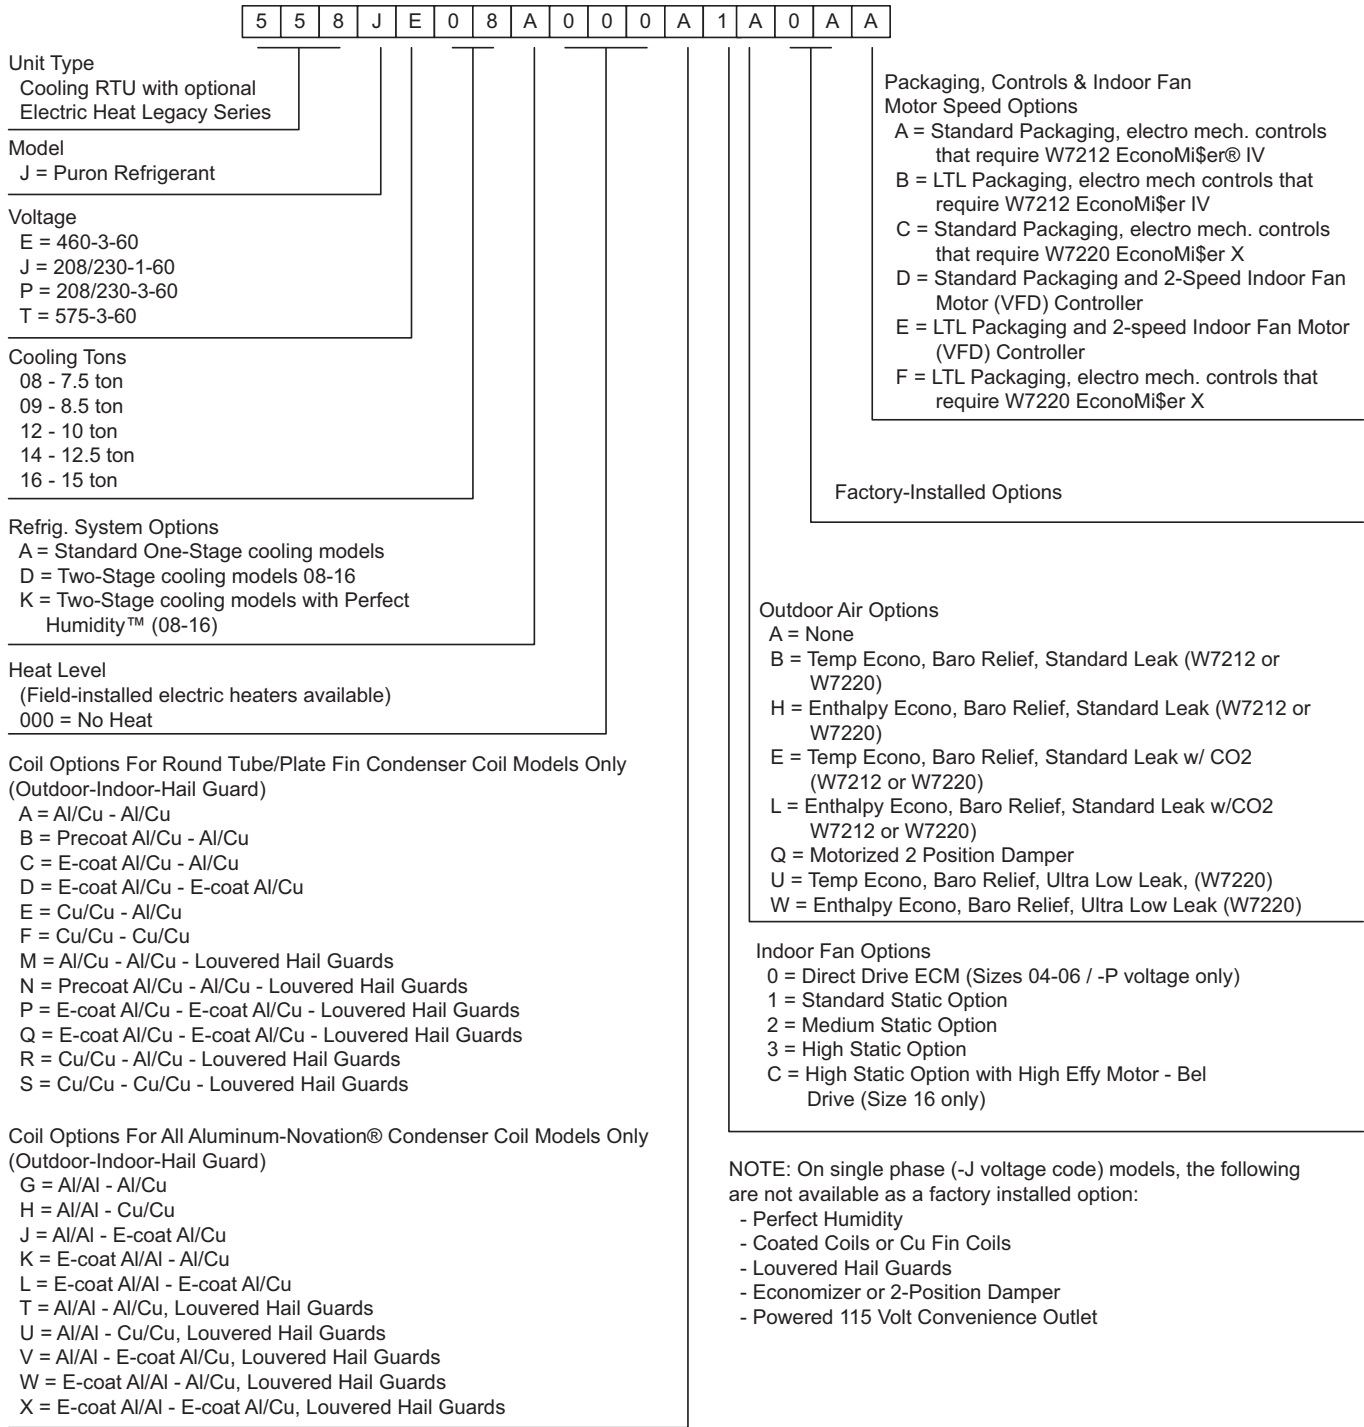 5 5 8 J E 0 8 A 0 0 0 A 1 A 0 A A
Unit Type
Cooling RTU with optional
Electric Heat Legacy Series
Model
J = Puron Refrigerant
Voltage
E = 460-3-60
J = 208/230-1-60
P = 208/230-3-60
T = 575-3-60
Cooling Tons
08 - 7.5 ton
09 - 8.5 ton
12 - 10 ton
14 - 12.5 ton
16 - 15 ton
Refrig. System Options
A = Standard One-Stage cooling models
D = Two-Stage cooling models 08-16
K = Two-Stage cooling models with Perfect
Humidity™ (08-16)
Heat Level
(Field-installed electric heaters available)
000 = No Heat
Coil Options For Round Tube/Plate Fin Condenser Coil Models Only
(Outdoor-Indoor-Hail Guard)
A = Al/Cu - Al/Cu
B = Precoat Al/Cu - Al/Cu
C = E-coat Al/Cu - Al/Cu
D = E-coat Al/Cu - E-coat Al/Cu
E = Cu/Cu - Al/Cu
F = Cu/Cu - Cu/Cu
M = Al/Cu - Al/Cu - Louvered Hail Guards
N = Precoat Al/Cu - Al/Cu - Louvered Hail Guards
P = E-coat Al/Cu - E-coat Al/Cu - Louvered Hail Guards
Q = E-coat Al/Cu - E-coat Al/Cu - Louvered Hail Guards
R = Cu/Cu - Al/Cu - Louvered Hail Guards
S = Cu/Cu - Cu/Cu - Louvered Hail Guards
Coil Options For All Aluminum-Novation® Condenser Coil Models Only
(Outdoor-Indoor-Hail Guard)
G = Al/Al - Al/Cu
H = Al/Al - Cu/Cu
J = Al/Al - E-coat Al/Cu
K = E-coat Al/Al - Al/Cu
L = E-coat Al/Al - E-coat Al/Cu
T = Al/Al - Al/Cu, Louvered Hail Guards
U = Al/Al - Cu/Cu, Louvered Hail Guards
V = Al/Al - E-coat Al/Cu, Louvered Hail Guards
W = E-coat Al/Al - Al/Cu, Louvered Hail Guards
X = E-coat Al/Al - E-coat Al/Cu, Louvered Hail Guards
Packaging, Controls & Indoor Fan
Motor Speed Options
A = Standard Packaging, electro mech. controls
that require W7212 EconoMi$er® IV
B = LTL Packaging, electro mech controls that
require W7212 EconoMi$er IV
C = Standard Packaging, electro mech. controls
that require W7220 EconoMi$er X
D = Standard Packaging and 2-Speed Indoor Fan
Motor (VFD) Controller
E = LTL Packaging and 2-speed Indoor Fan Motor
(VFD) Controller
F = LTL Packaging, electro mech. controls that
require W7220 EconoMi$er X
Factory-Installed Options
Outdoor Air Options
A = None
B = Temp Econo, Baro Relief, Standard Leak (W7212 or
W7220)
H = Enthalpy Econo, Baro Relief, Standard Leak (W7212 or
W7220)
E = Temp Econo, Baro Relief, Standard Leak w/ CO2
(W7212 or W7220)
L = Enthalpy Econo, Baro Relief, Standard Leak w/CO2
W7212 or W7220)
Q = Motorized 2 Position Damper
U = Temp Econo, Baro Relief, Ultra Low Leak, (W7220)
W = Enthalpy Econo, Baro Relief, Ultra Low Leak (W7220)
Indoor Fan Options
0 = Direct Drive ECM (Sizes 04-06 / -P voltage only)
1 = Standard Static Option
2 = Medium Static Option
3 = High Static Option
C = High Static Option with High Effy Motor - Bel
Drive (Size 16 only)
NOTE: On single phase (-J voltage code) models, the following
are not available as a factory installed option:
- Perfect Humidity
- Coated Coils or Cu Fin Coils
- Louvered Hail Guards
- Economizer or 2-Position Damper
- Powered 115 Volt Convenience Outlet